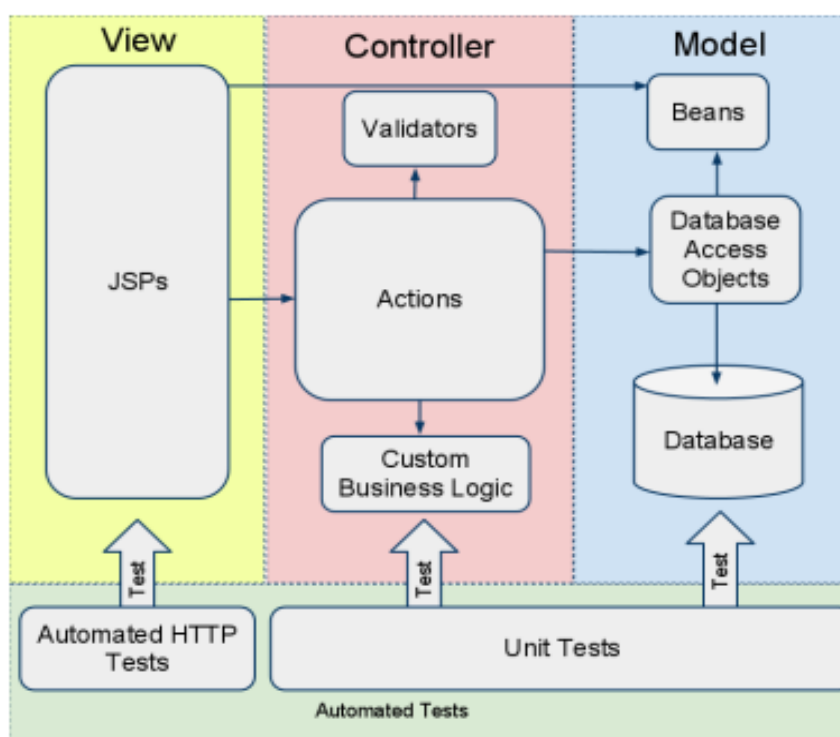 View
Controller
Model
JSPs
Validators
Actions
Custom
Business Logic
Beans
Database
Access
Objects
Database
Test
Test
Test
Automated HTTP
Tests
Unit Tests
Automated Tests